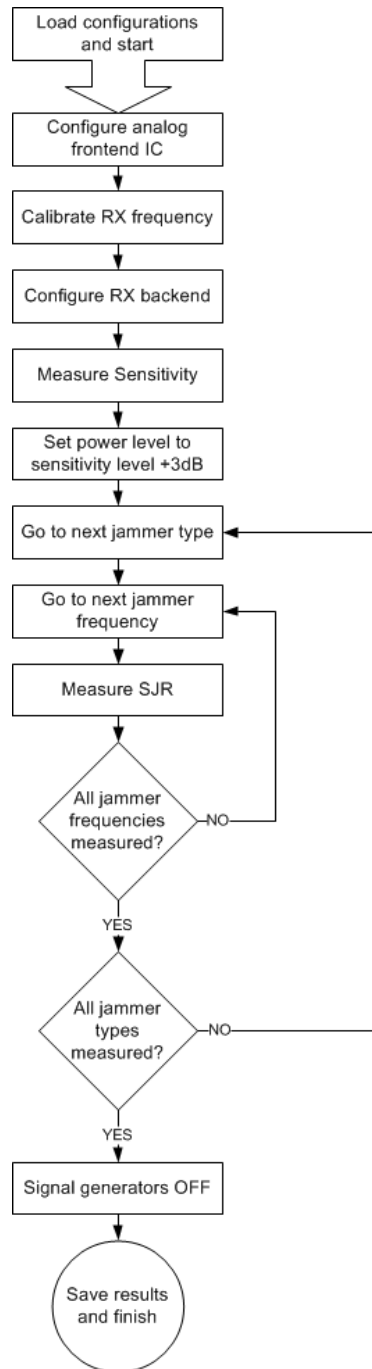 Load configurations
and start
Configure analog
frontend IC
Calibrate RX frequency
Configure RX backend
Measure Sensitivity
Set power level to
sensitivity level +3dB
Go to next jammer type
Go to next jammer
frequency
Measure SJR
All jammer
frequencies
measured?
NO
YES
All jammer
types
measured?
NO
YES
Signal generators OFF
Save results
and finish